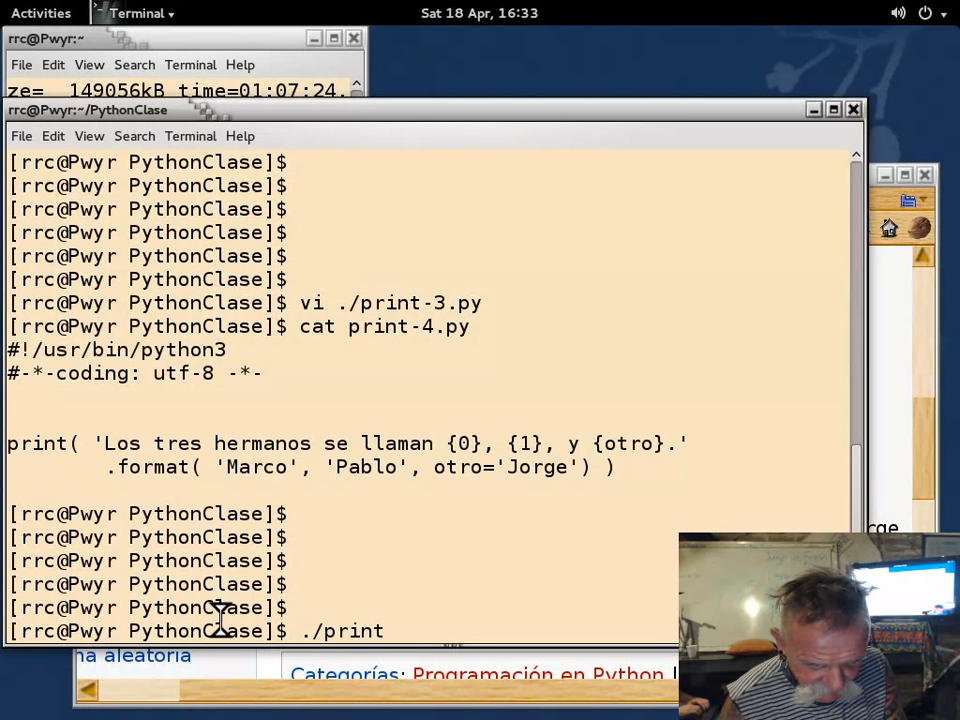 Activities Terminal Sat 18 Apr, 16:33
rrc@Pwyr:~
File Edit View Search Terminal Help
ze= 149056kB time=01:07:24.
rrc@Pwyr:~/PythonClase
File Edit View Search Terminal Help
[rrc@Pwyr PythonClase]$
[rrc@Pwyr PythonClase]$
[rrc@Pwyr PythonClase]$
[rrc@Pwyr PythonClase]$
[rrc@Pwyr PythonClase]$
[rrc@Pwyr PythonClase]$
[rrc@Pwyr PythonClase]$ vi ./print-3.py
[rrc@Pwyr PythonClase]$ cat print-4.py
#!/usr/bin/python3
#-*-coding: utf-8 -*-
print( 'Los tres hermanos se llaman {0}, {1}, y {otro}.'
.format( 'Marco', 'Pablo', otro='Jorge') )
[rrc@Pwyr PythonClase]$
[rrc@Pwyr PythonClase]$
[rrc@Pwyr PythonClase]$
[rrc@Pwyr PythonClase]$
[rrc@Pwyr PythonClase]$
[rrc@Pwyr PythonClase]$ ./print
na aleatoria
Categorías: Programación en Python |